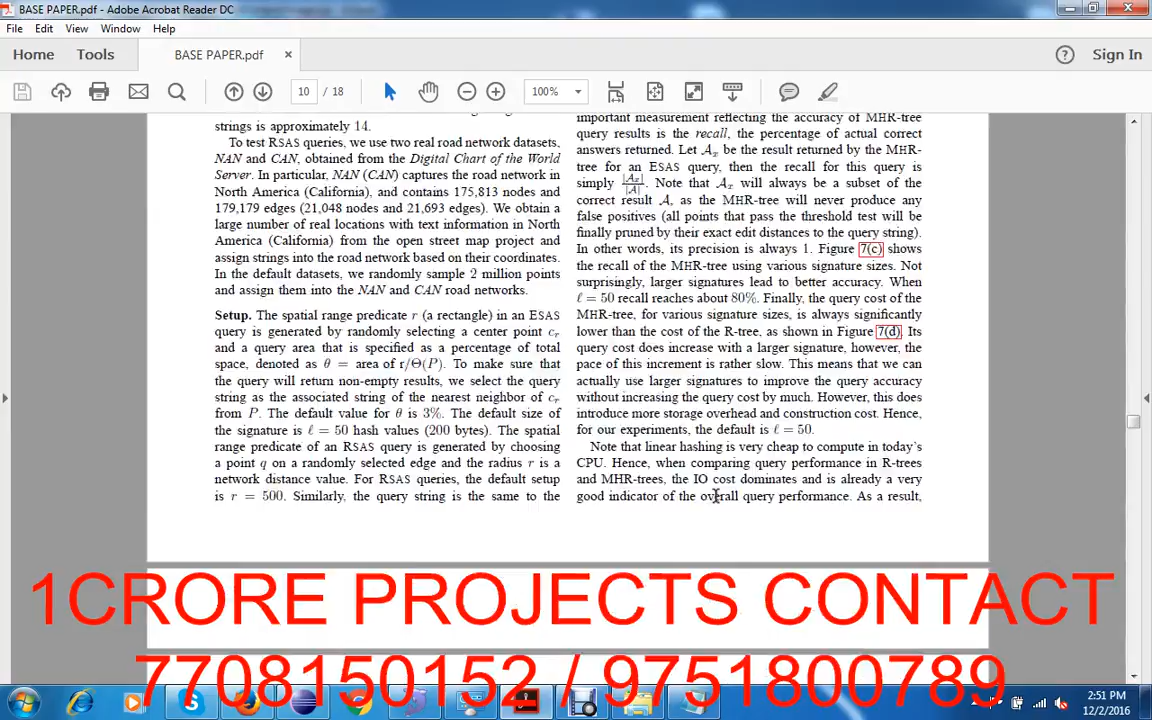 BASE PAPER.pdf - Adobe Acrobat Reader DC
File Edit View Window Help
Home Tools BASE PAPER.pdf × ? Sign In
10 / 18 100%
strings is approximately 14.
To test RSAS queries, we use two real road network datasets,
NAN and CAN, obtained from the Digital Chart of the World
Server. In particular, NAN (CAN) captures the road network in
North America (California), and contains 175,813 nodes and
179,179 edges (21,048 nodes and 21,693 edges). We obtain a
large number of real locations with text information in North
America (California) from the open street map project and
assign strings into the road network based on their coordinates.
In the default datasets, we randomly sample 2 million points
and assign them into the NAN and CAN road networks.
Setup. The spatial range predicate r (a rectangle) in an ESAS
query is generated by randomly selecting a center point cᵣ
and a query area that is specified as a percentage of total
space, denoted as θ = area of r/Θ(P). To make sure that
the query will return non-empty results, we select the query
string as the associated string of the nearest neighbor of cᵣ
from P. The default value for θ is 3%. The default size of
the signature is ℓ = 50 hash values (200 bytes). The spatial
range predicate of an RSAS query is generated by choosing
a point q on a randomly selected edge and the radius r is a
network distance value. For RSAS queries, the default setup
is r = 500. Similarly, the query string is the same to the
important measurement reflecting the accuracy of MHR-tree
query results is the recall, the percentage of actual correct
answers returned. Let 𝒜ₓ be the result returned by the MHR-
tree for an ESAS query, then the recall for this query is
simply |𝒜ₓ|/|𝒜|. Note that 𝒜ₓ will always be a subset of the
correct result 𝒜, as the MHR-tree will never produce any
false positives (all points that pass the threshold test will be
finally pruned by their exact edit distances to the query string).
In other words, its precision is always 1. Figure 7(c) shows
the recall of the MHR-tree using various signature sizes. Not
surprisingly, larger signatures lead to better accuracy. When
ℓ = 50 recall reaches about 80%. Finally, the query cost of the
MHR-tree, for various signature sizes, is always significantly
lower than the cost of the R-tree, as shown in Figure 7(d). Its
query cost does increase with a larger signature, however, the
pace of this increment is rather slow. This means that we can
actually use larger signatures to improve the query accuracy
without increasing the query cost by much. However, this does
introduce more storage overhead and construction cost. Hence,
for our experiments, the default is ℓ = 50.
Note that linear hashing is very cheap to compute in today's
CPU. Hence, when comparing query performance in R-trees
and MHR-trees, the IO cost dominates and is already a very
good indicator of the overall query performance. As a result,
1CRORE PROJECTS CONTACT
7708150152 / 9751800789
2:51 PM
12/2/2016